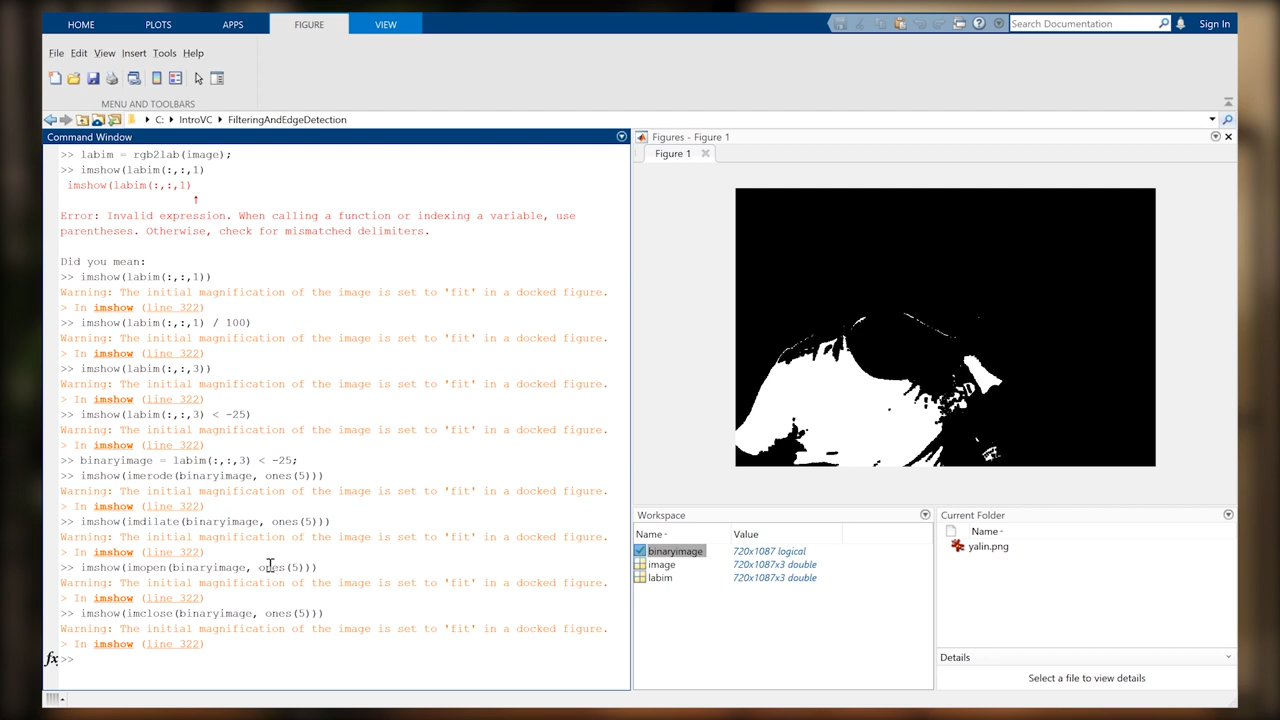 HOME PLOTS APPS FIGURE VIEW Search Documentation Sign In
File Edit View Insert Tools Help
MENU AND TOOLBARS
C: IntroVC FilteringAndEdgeDetection
Command Window
>> labim = rgb2lab(image);
>> imshow(labim(:,:,1)
imshow(labim(:,:,1)
↑
Error: Invalid expression. When calling a function or indexing a variable, use
parentheses. Otherwise, check for mismatched delimiters.
Did you mean:
>> imshow(labim(:,:,1))
Warning: The initial magnification of the image is set to 'fit' in a docked figure.
> In imshow (line 322)
>> imshow(labim(:,:,1) / 100)
Warning: The initial magnification of the image is set to 'fit' in a docked figure.
> In imshow (line 322)
>> imshow(labim(:,:,3))
Warning: The initial magnification of the image is set to 'fit' in a docked figure.
> In imshow (line 322)
>> imshow(labim(:,:,3) < -25)
Warning: The initial magnification of the image is set to 'fit' in a docked figure.
> In imshow (line 322)
>> binaryimage = labim(:,:,3) < -25;
>> imshow(imerode(binaryimage, ones(5)))
Warning: The initial magnification of the image is set to 'fit' in a docked figure.
> In imshow (line 322)
>> imshow(imdilate(binaryimage, ones(5)))
Warning: The initial magnification of the image is set to 'fit' in a docked figure.
> In imshow (line 322)
>> imshow(imopen(binaryimage, ones(5)))
Warning: The initial magnification of the image is set to 'fit' in a docked figure.
> In imshow (line 322)
>> imshow(imclose(binaryimage, ones(5)))
Warning: The initial magnification of the image is set to 'fit' in a docked figure.
> In imshow (line 322)
fx >>
Figures - Figure 1
Figure 1
Workspace
Name Value
binaryimage 720x1087 logical
image 720x1087x3 double
labim 720x1087x3 double
Current Folder
Name
yalin.png
Details
Select a file to view details